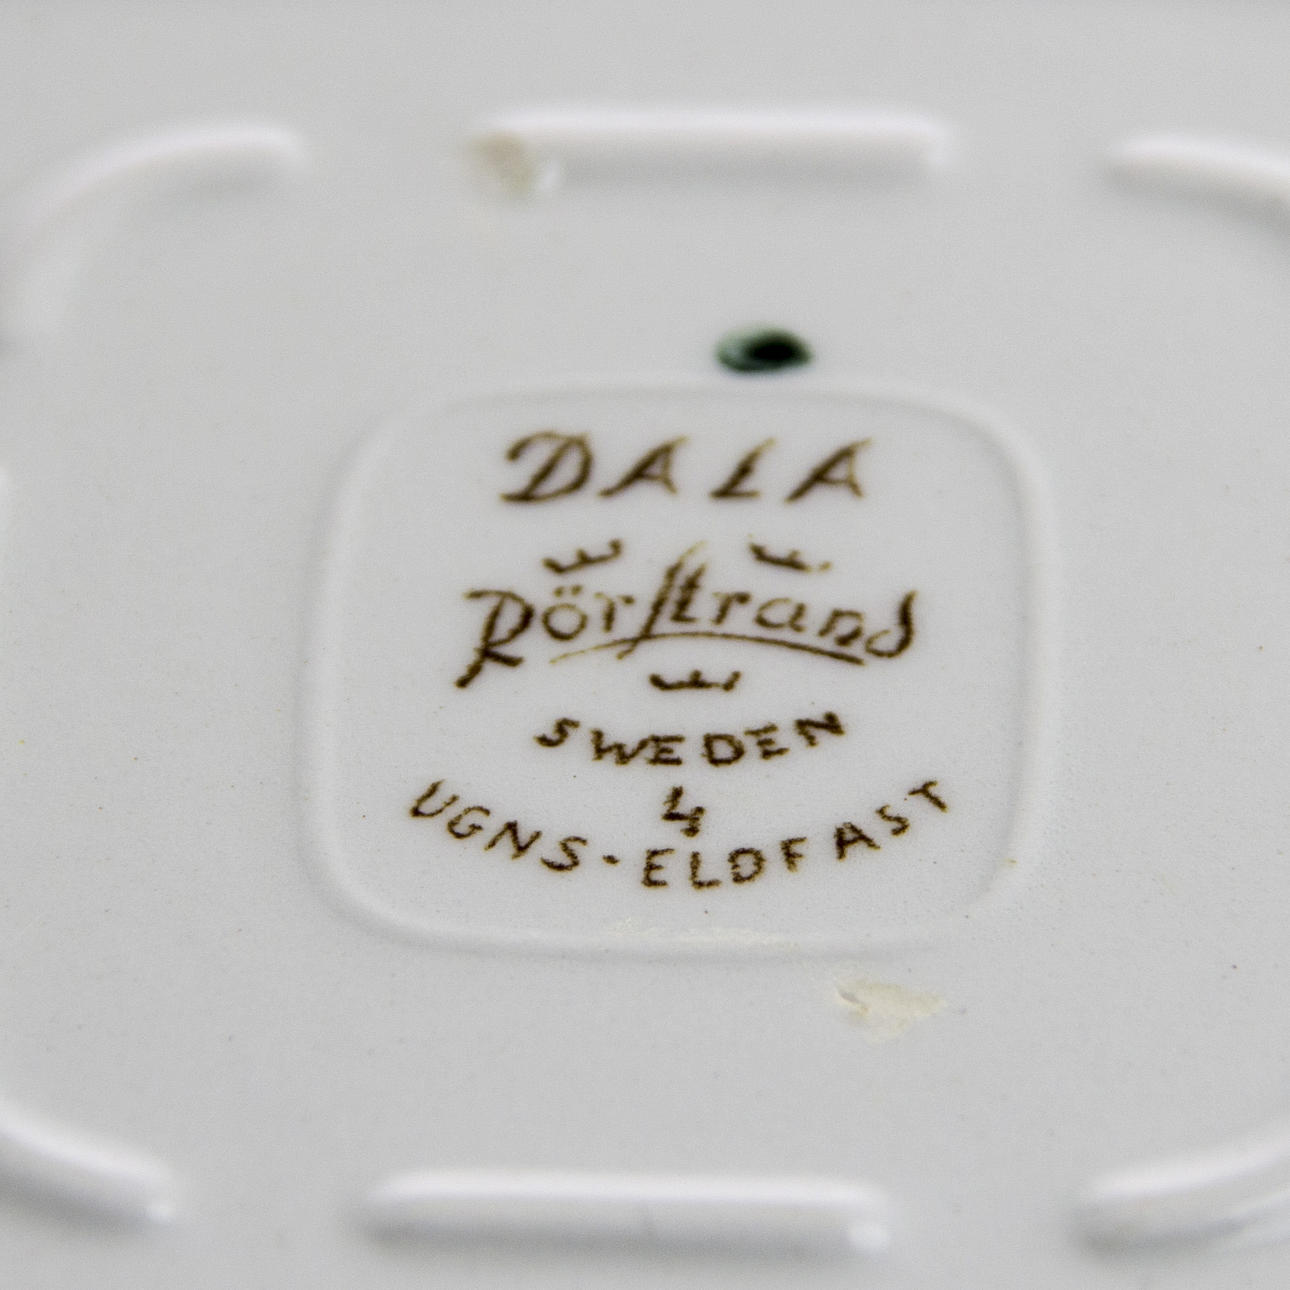 DALA
Rörstrand
SWEDEN
4
UGNS·ELDFAST